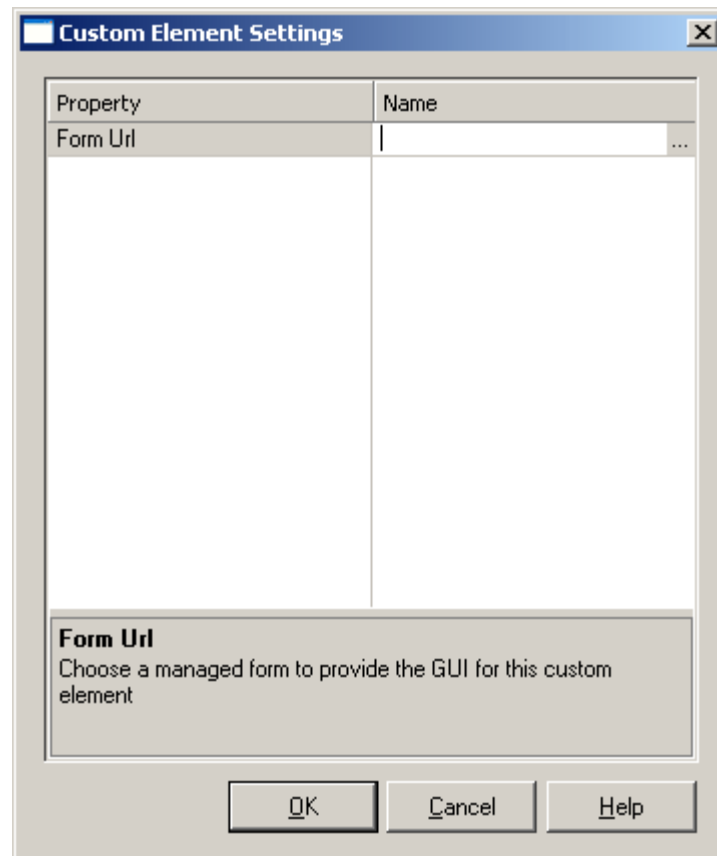 Custom Element Settings
Property Name
Form Url ...
Form Url
Choose a managed form to provide the GUI for this custom
element
OK Cancel Help